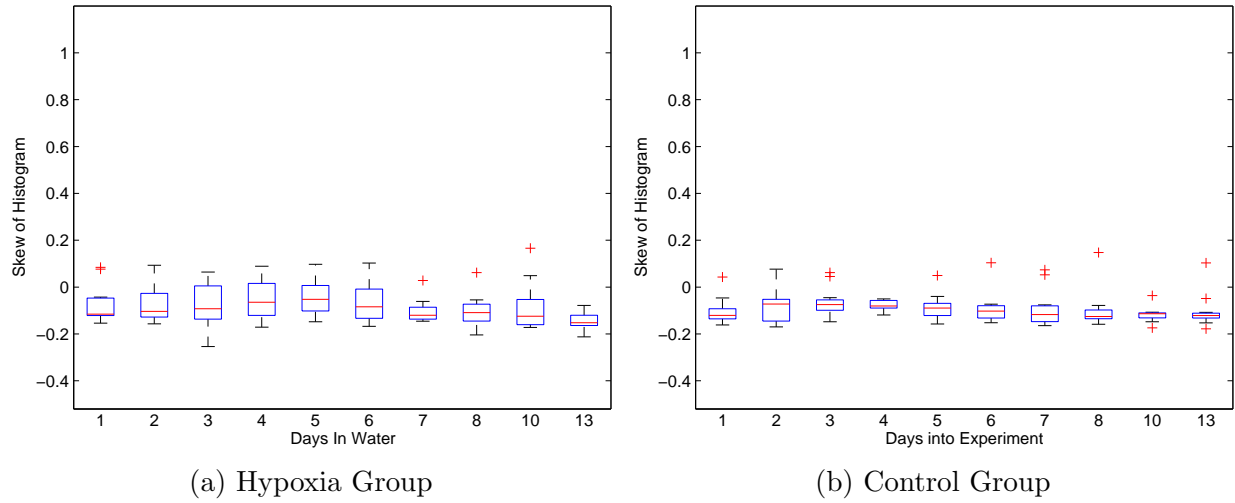 1
0.8
0.6
0.4
0.2
0
−0.2
−0.4
Skew of Histogram
1 2 3 4 5 6 7 8 10 13
Days In Water
(a) Hypoxia Group
1
0.8
0.6
0.4
0.2
0
−0.2
−0.4
Skew of Histogram
1 2 3 4 5 6 7 8 10 13
Days into Experiment
(b) Control Group